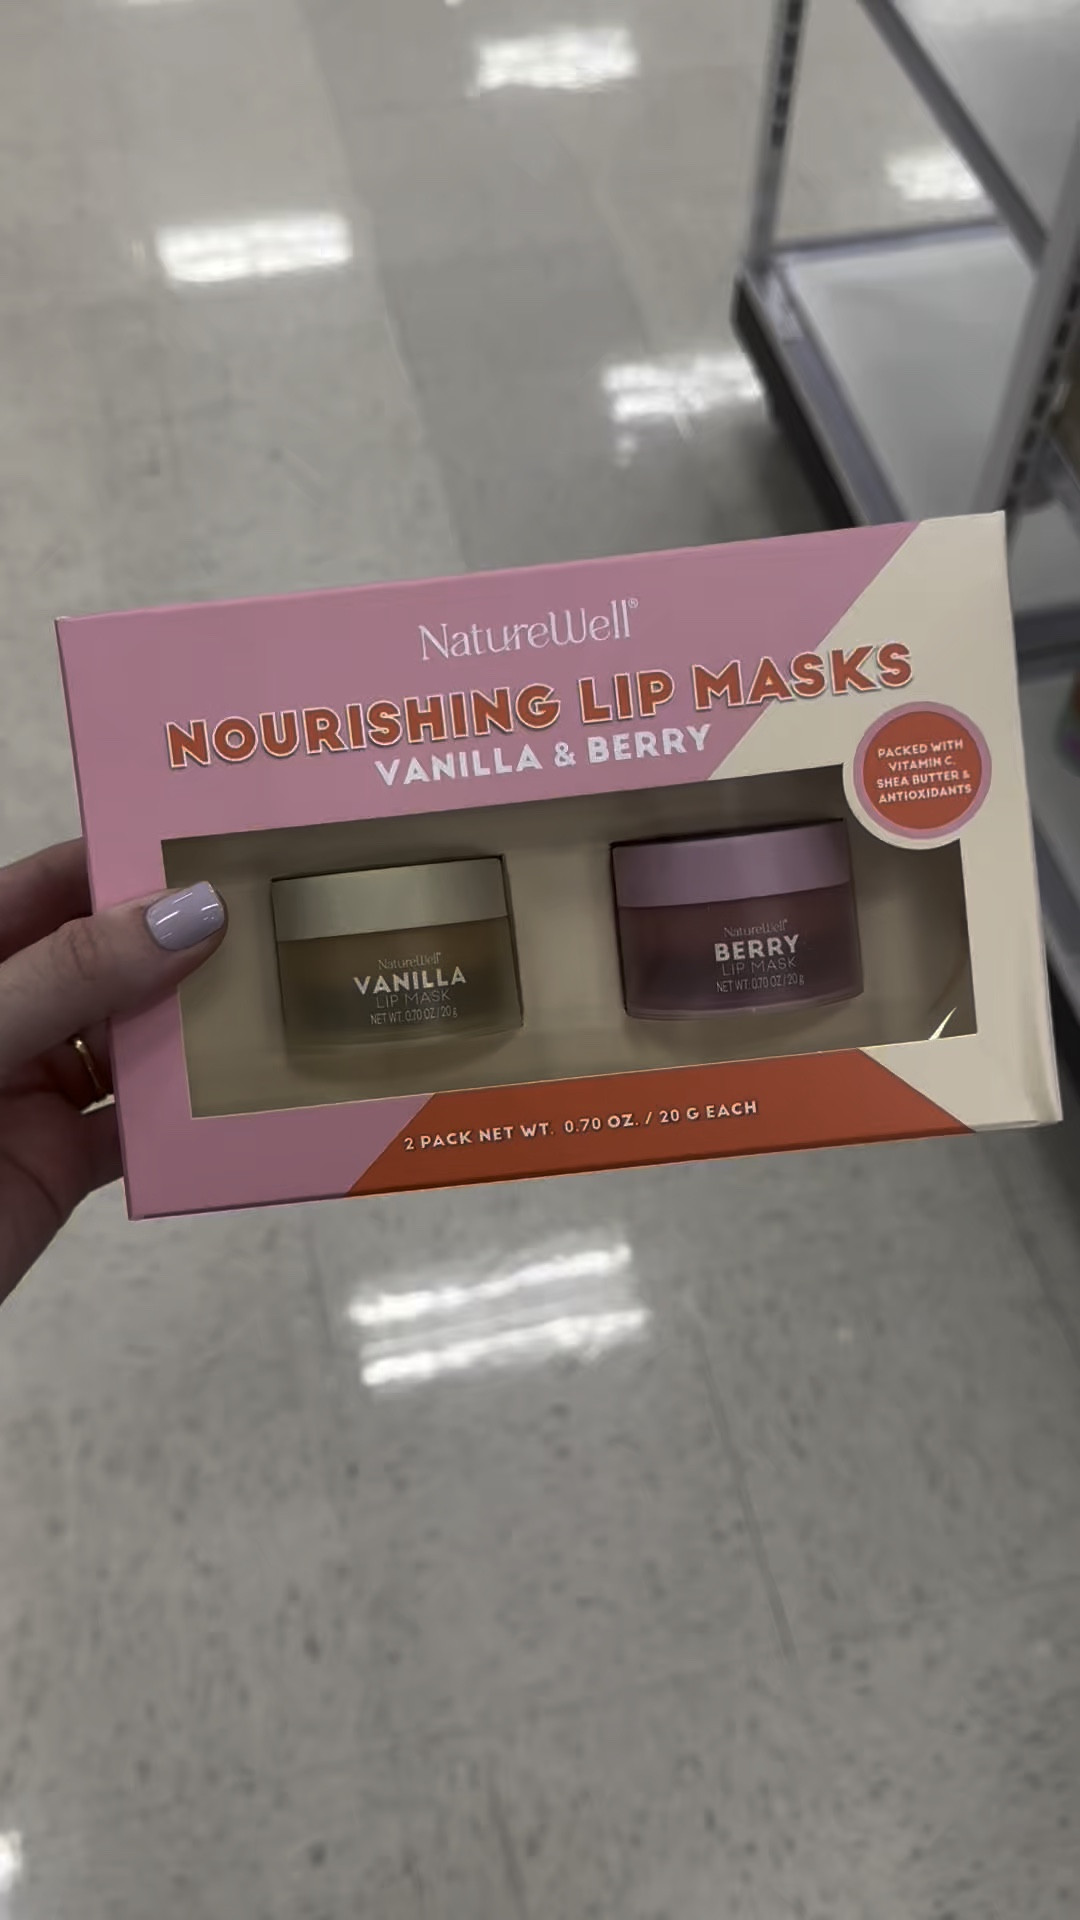 NatureWell®
NOURISHING LIP MASKS
VANILLA & BERRY
PACKED WITH
VITAMIN C,
SHEA BUTTER &
ANTIOXIDANTS
NatureWell®
VANILLA
LIP MASK
NET WT. 0.70 OZ / 20 g
NatureWell®
BERRY
LIP MASK
NET WT. 0.70 OZ / 20 g
2 PACK NET WT. 0.70 OZ. / 20 G EACH